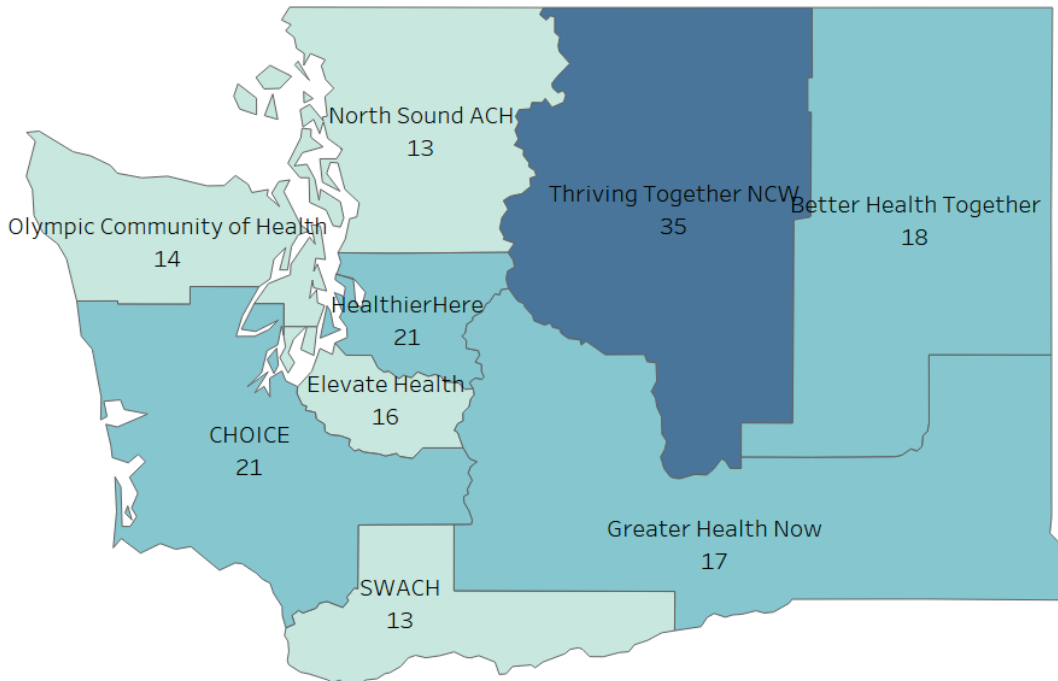 North Sound ACH
13
Thriving Together NCW
35
Better Health Together
18
Olympic Community of Health
14
HealthierHere
21
Elevate Health
16
CHOICE
21
Greater Health Now
17
SWACH
13